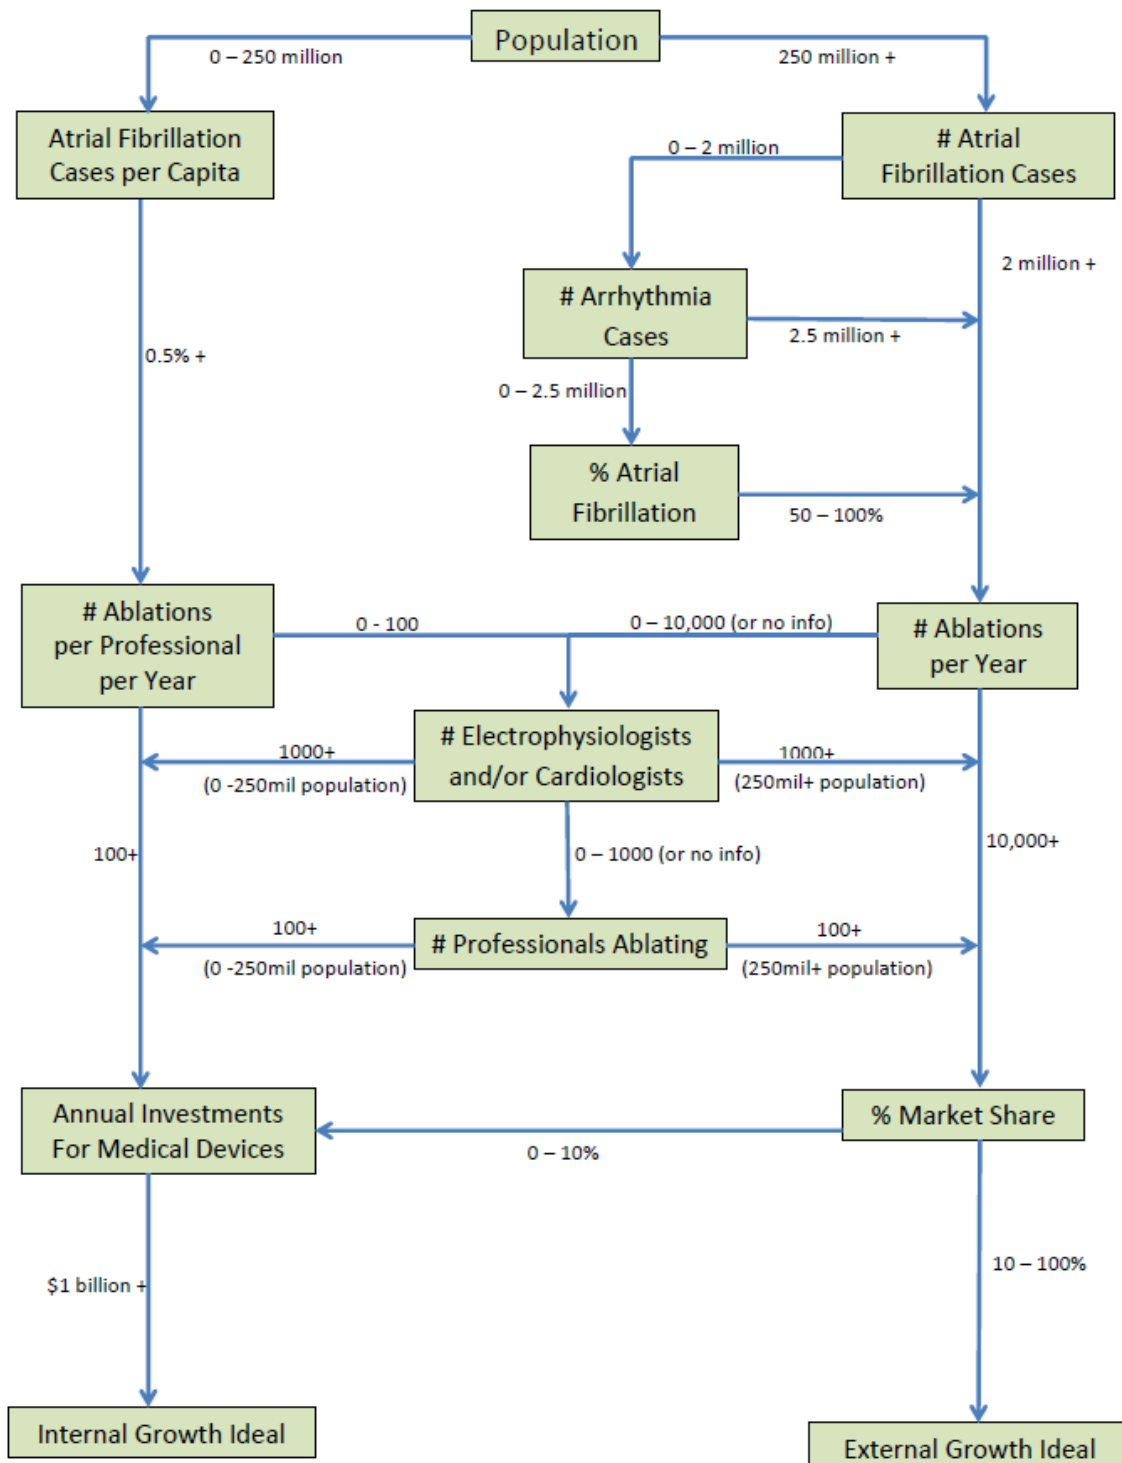 Population
0 – 250 million
250 million +
Atrial Fibrillation
Cases per Capita
# Atrial
Fibrillation Cases
0 – 2 million
2 million +
# Arrhythmia
Cases
2.5 million +
0.5% +
0 – 2.5 million
% Atrial
Fibrillation
50 – 100%
# Ablations
per Professional
per Year
0 - 100
0 – 10,000 (or no info)
# Ablations
per Year
# Electrophysiologists
and/or Cardiologists
1000+
(0 -250mil population)
1000+
(250mil+ population)
100+
0 – 1000 (or no info)
10,000+
# Professionals Ablating
100+
(0 -250mil population)
100+
(250mil+ population)
Annual Investments
For Medical Devices
% Market Share
0 – 10%
$1 billion +
10 – 100%
Internal Growth Ideal
External Growth Ideal